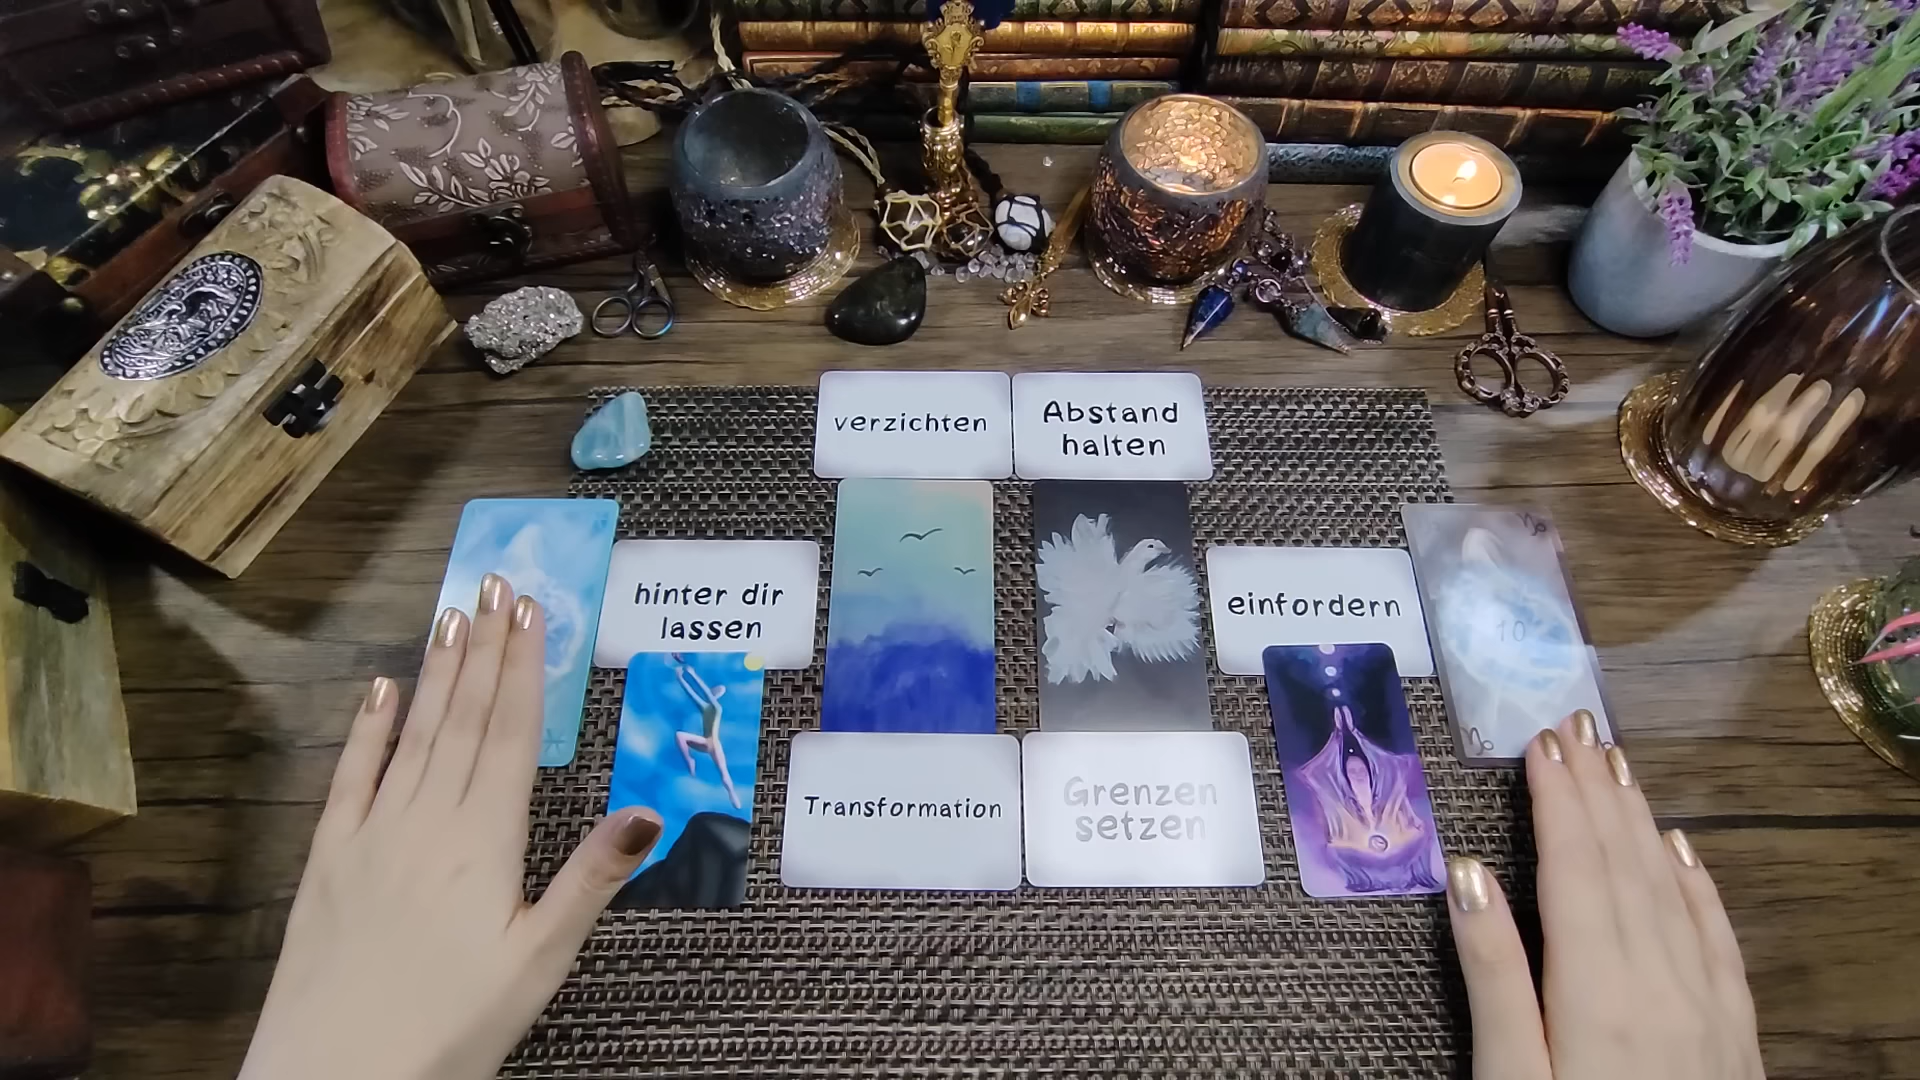 verzichten
Abstand
halten
hinter dir
lassen
einfordern
10
Transformation
Grenzen
setzen